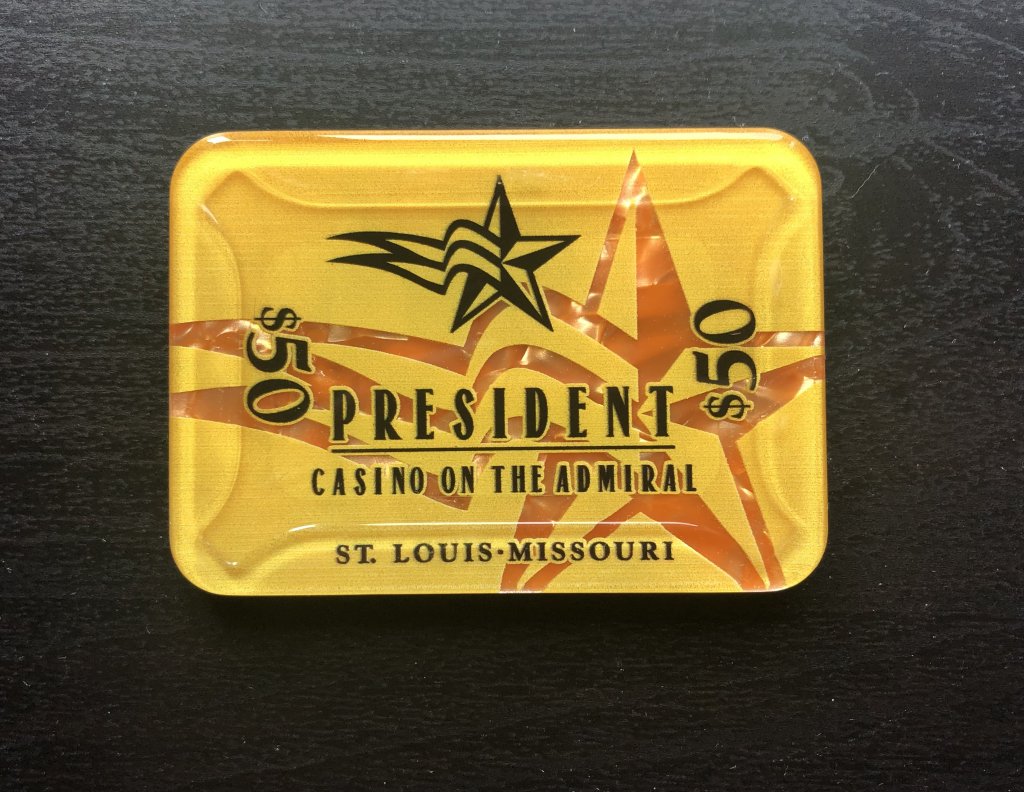 $50
$50
PRESIDENT
CASINO ON THE ADMIRAL
ST. LOUIS·MISSOURI